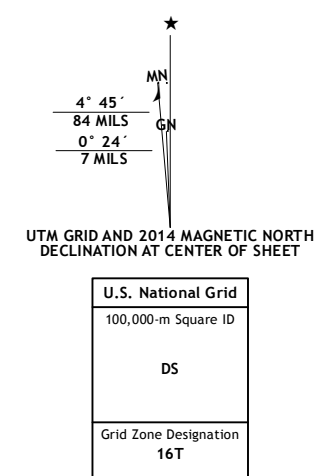 MN
4° 45´
84 MILS
GN
0° 24´
7 MILS
UTM GRID AND 2014 MAGNETIC NORTH
DECLINATION AT CENTER OF SHEET
U.S. National Grid
100,000-m Square ID
DS
Grid Zone Designation
16T